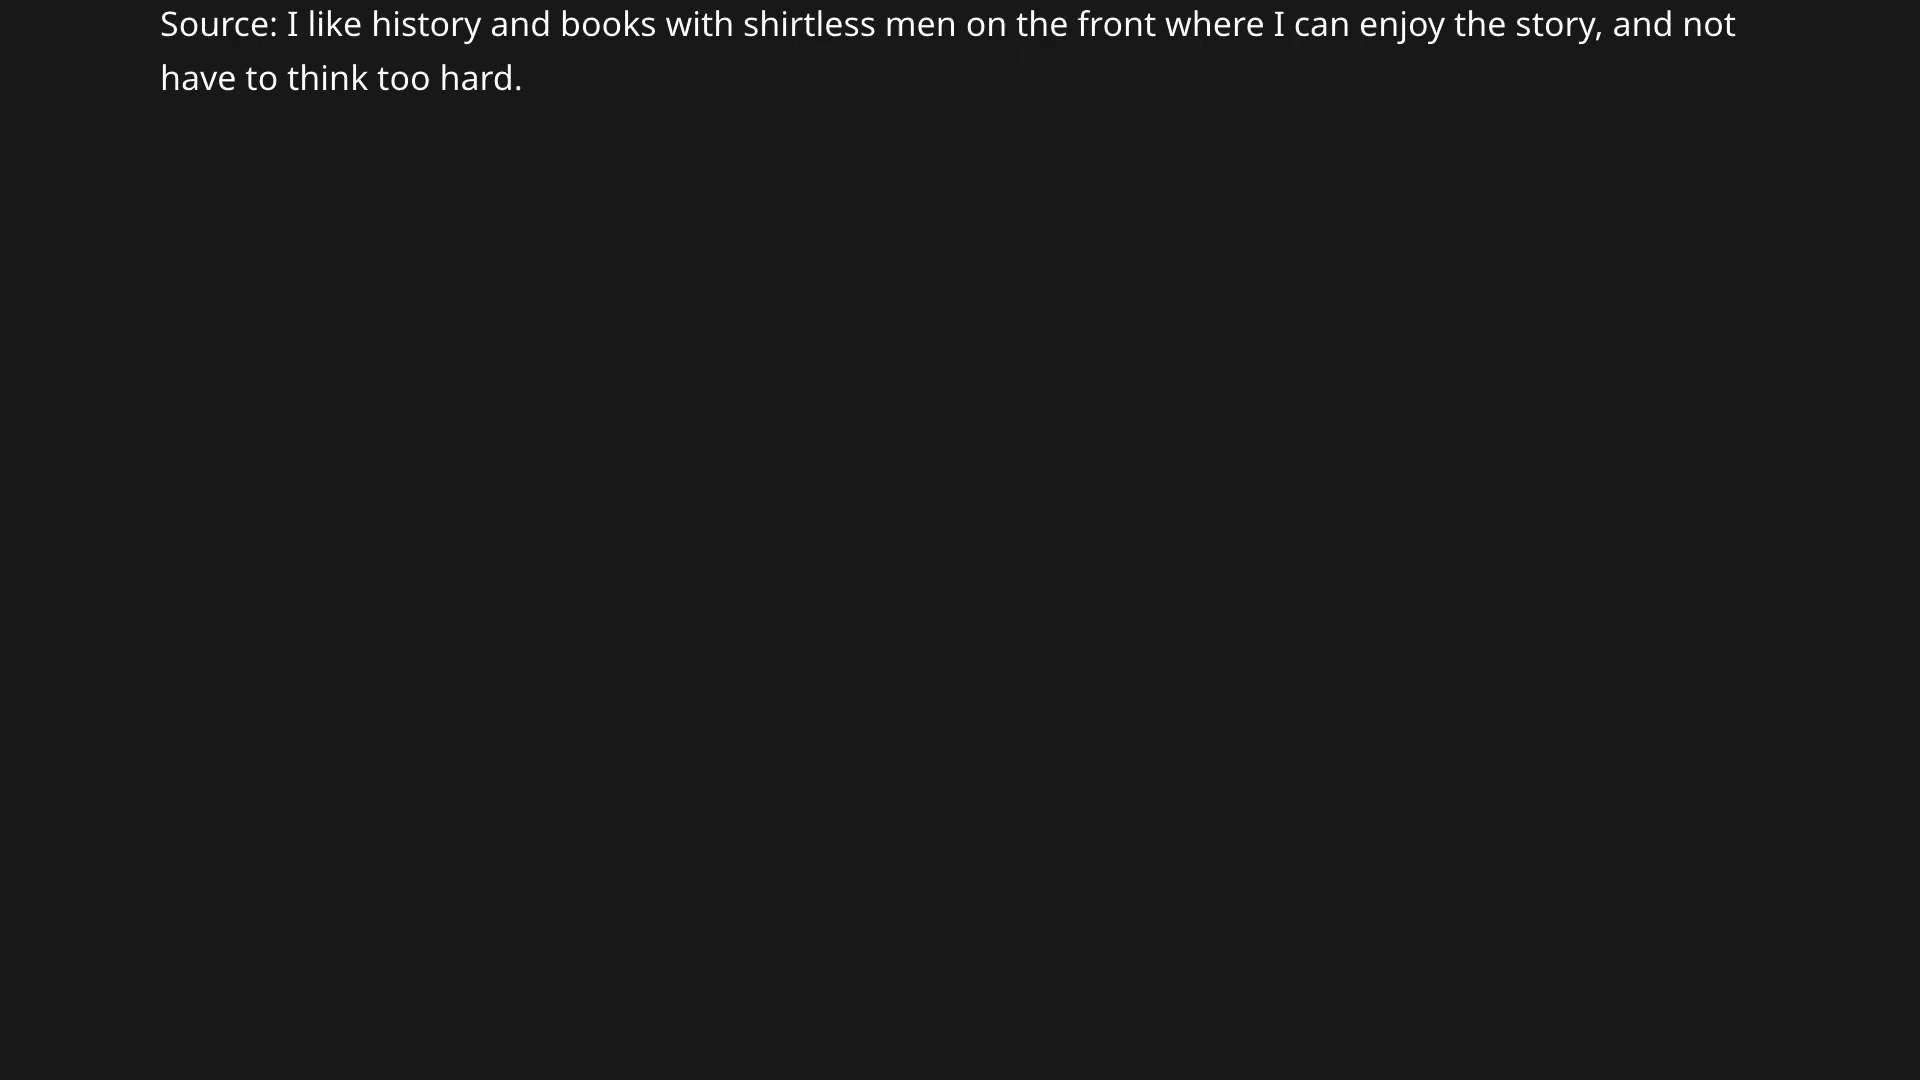 Source: I like history and books with shirtless men on the front where I can enjoy the story, and not
have to think too hard.